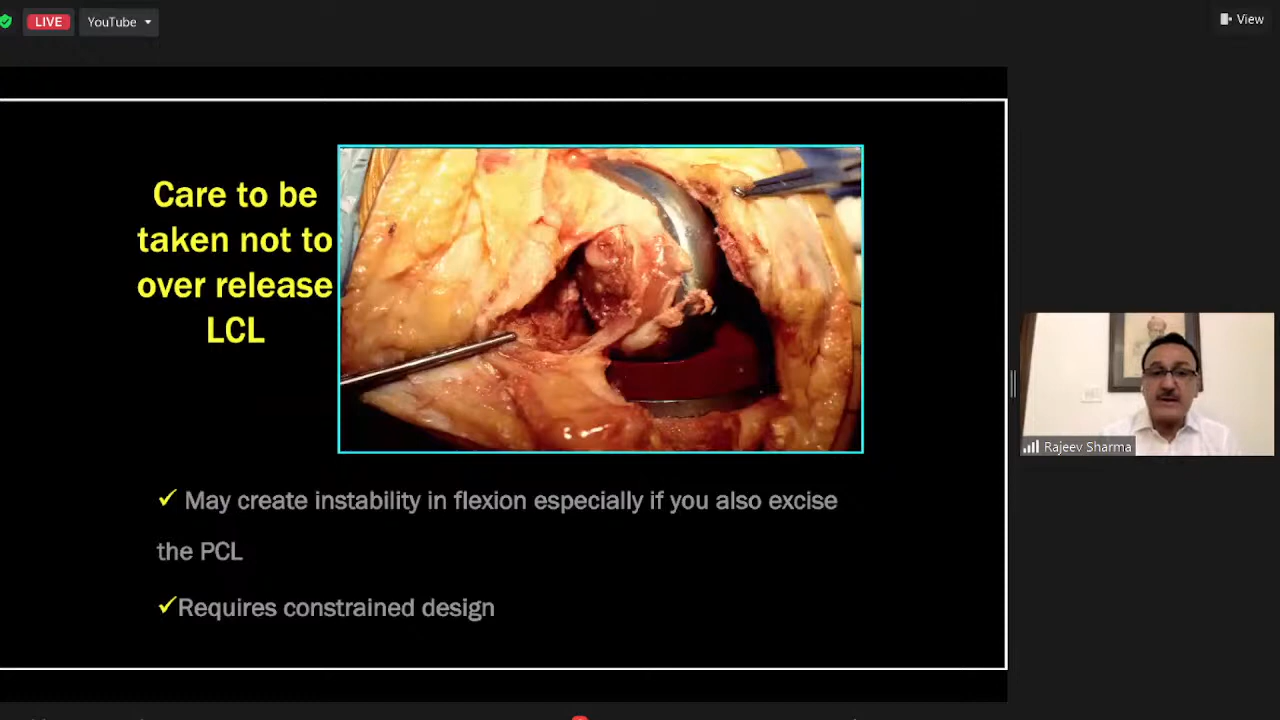 LIVE
YouTube
View
Care to be
taken not to
over release
LCL
May create instability in flexion especially if you also excise
the PCL
Requires constrained design
Rajeev Sharma